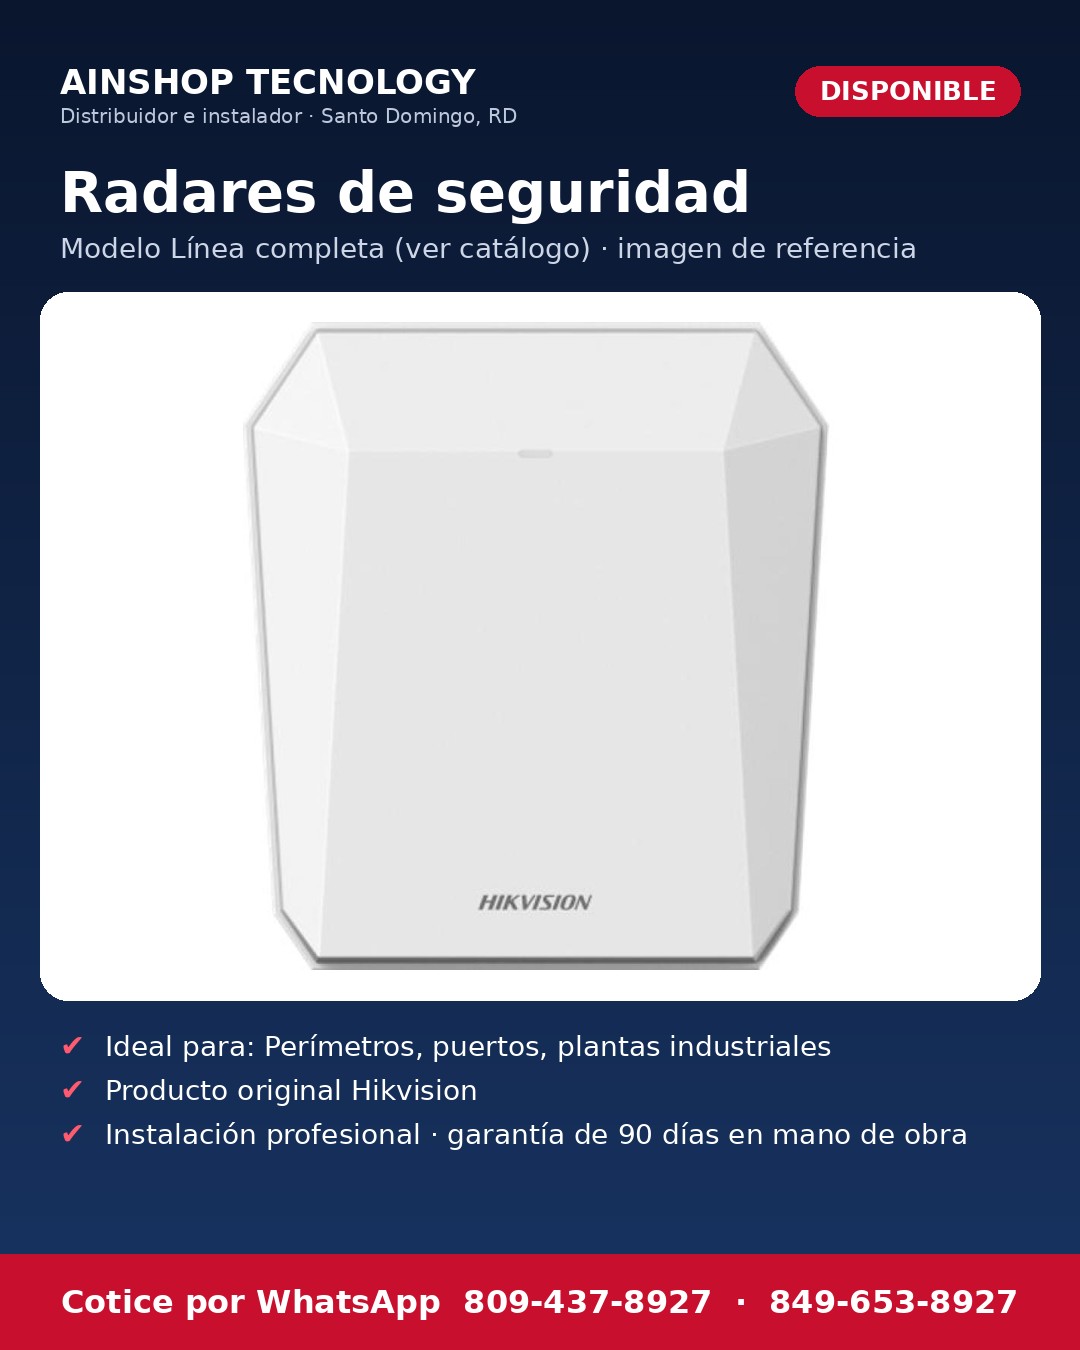 AINSHOP TECNOLOGY
Distribuidor e instalador · Santo Domingo, RD
DISPONIBLE
Radares de seguridad
Modelo Línea completa (ver catálogo) · imagen de referencia
HIKVISION
✔ Ideal para: Perímetros, puertos, plantas industriales
✔ Producto original Hikvision
✔ Instalación profesional · garantía de 90 días en mano de obra
Cotice por WhatsApp 809-437-8927 · 849-653-8927